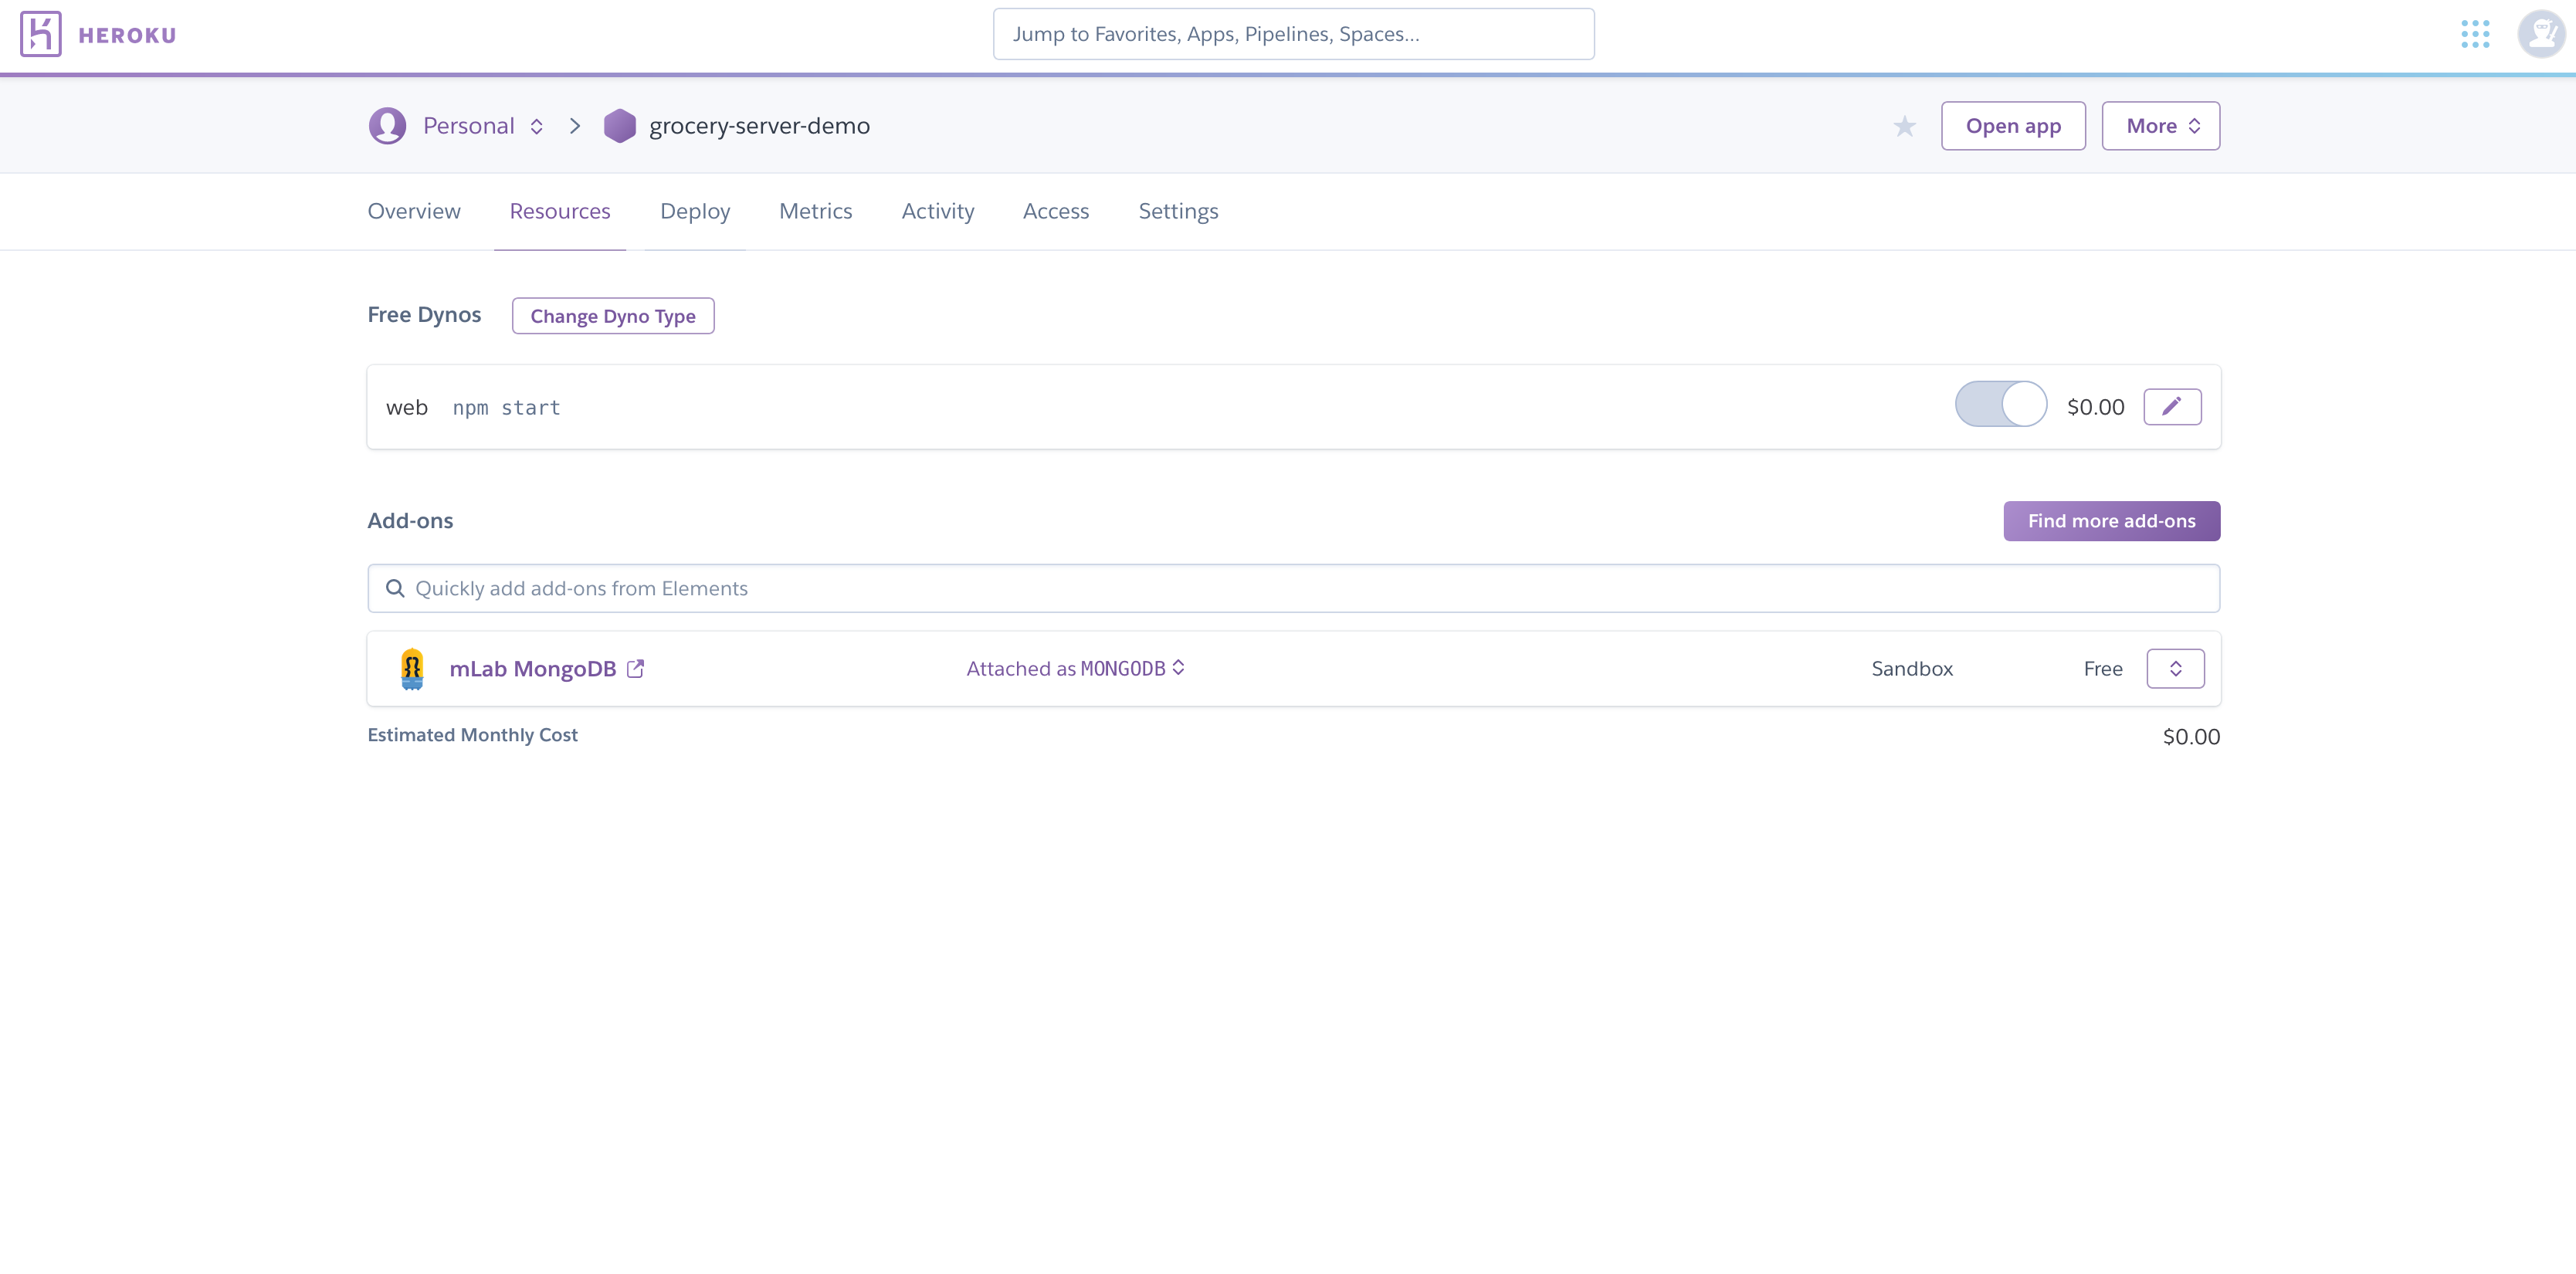 HEROKU
Jump to Favorites, Apps, Pipelines, Spaces...
Personal
grocery-server-demo
Open app
More
Overview
Resources
Deploy
Metrics
Activity
Access
Settings
Free Dynos
Change Dyno Type
web npm start
$0.00
Add-ons
Find more add-ons
Quickly add add-ons from Elements
mLab MongoDB
Attached as MONGODB
Sandbox
Free
Estimated Monthly Cost
$0.00